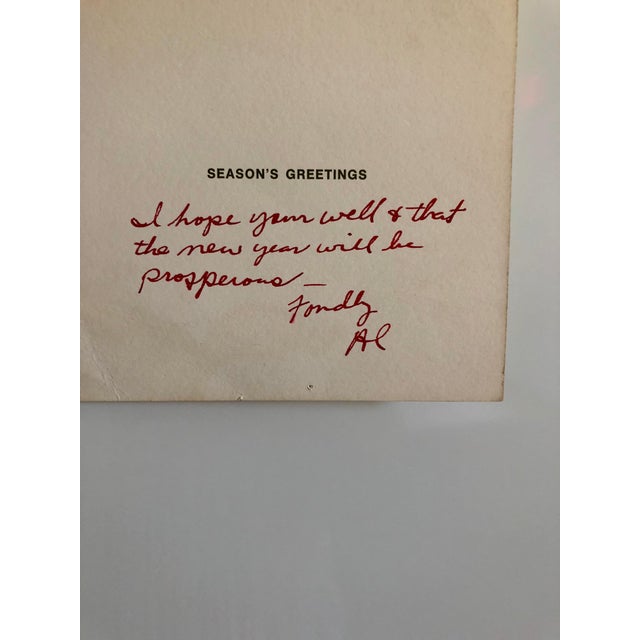 SEASON'S GREETINGS
I hope your well & that
the new year will be
prosperous —
Fondly
Al